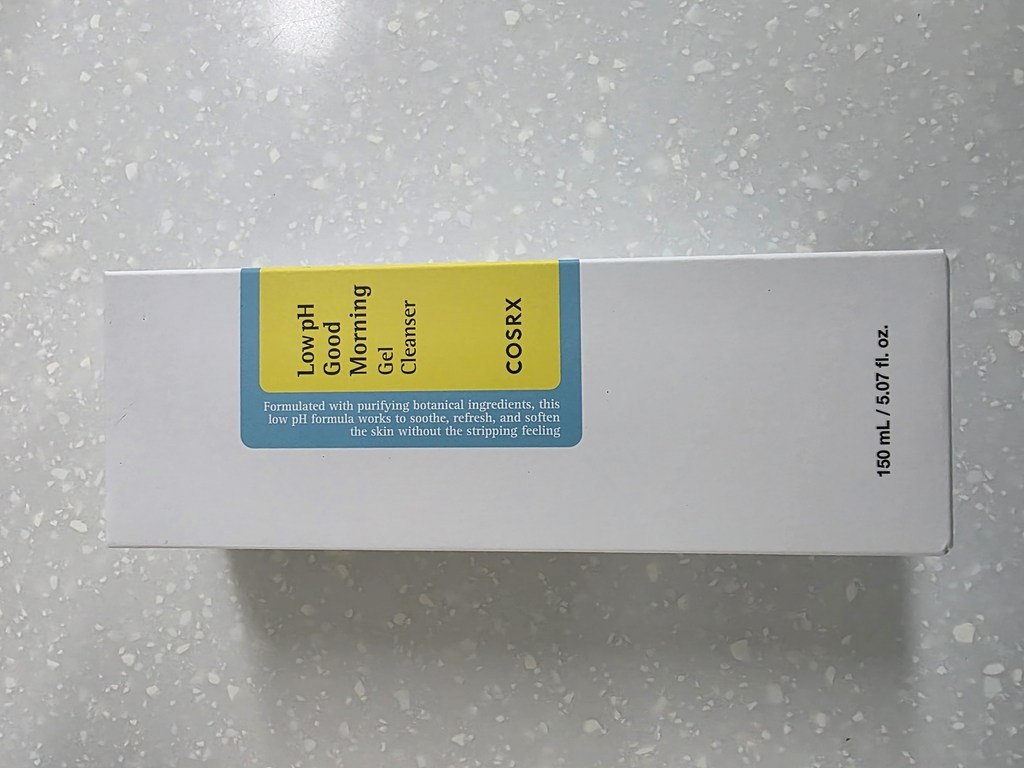 Low pH
Good
Morning
Gel
Cleanser
COSRX
Formulated with purifying botanical ingredients, this
low pH formula works to soothe, refresh, and soften
the skin without the stripping feeling
150 mL / 5.07 fl. oz.